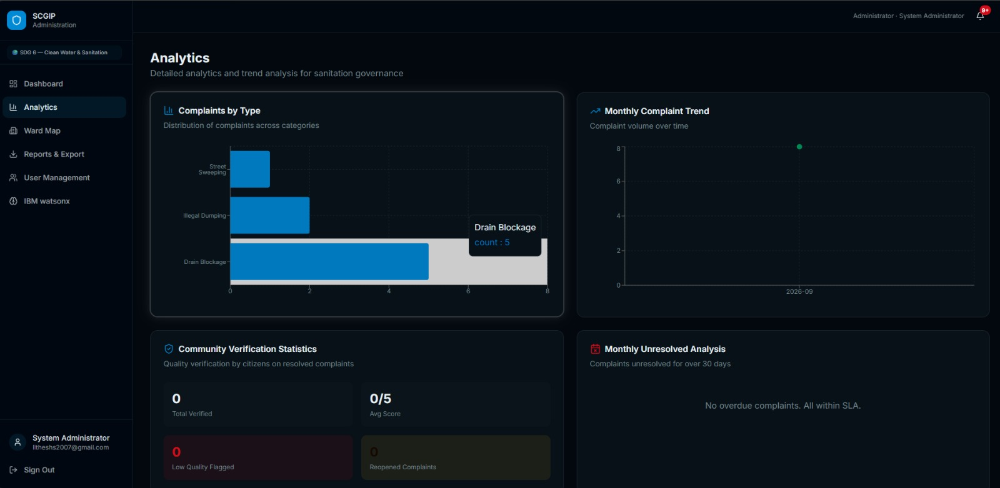 SCGIP
Administration
SDG 6 — Clean Water & Sanitation
Dashboard
Analytics
Ward Map
Reports & Export
User Management
IBM watsonx
System Administrator
litheshs2007@gmail.com
Sign Out
Administrator · System Administrator
9+
Analytics
Detailed analytics and trend analysis for sanitation governance
Complaints by Type
Distribution of complaints across categories
Street
Sweeping
Illegal Dumping
Drain Blockage
Drain Blockage
count : 5
0 2 4 6 8
Monthly Complaint Trend
Complaint volume over time
8
6
4
2
0
2026-09
Community Verification Statistics
Quality verification by citizens on resolved complaints
0
Total Verified
0/5
Avg Score
0
Low Quality Flagged
0
Reopened Complaints
Monthly Unresolved Analysis
Complaints unresolved for over 30 days
No overdue complaints. All within SLA.